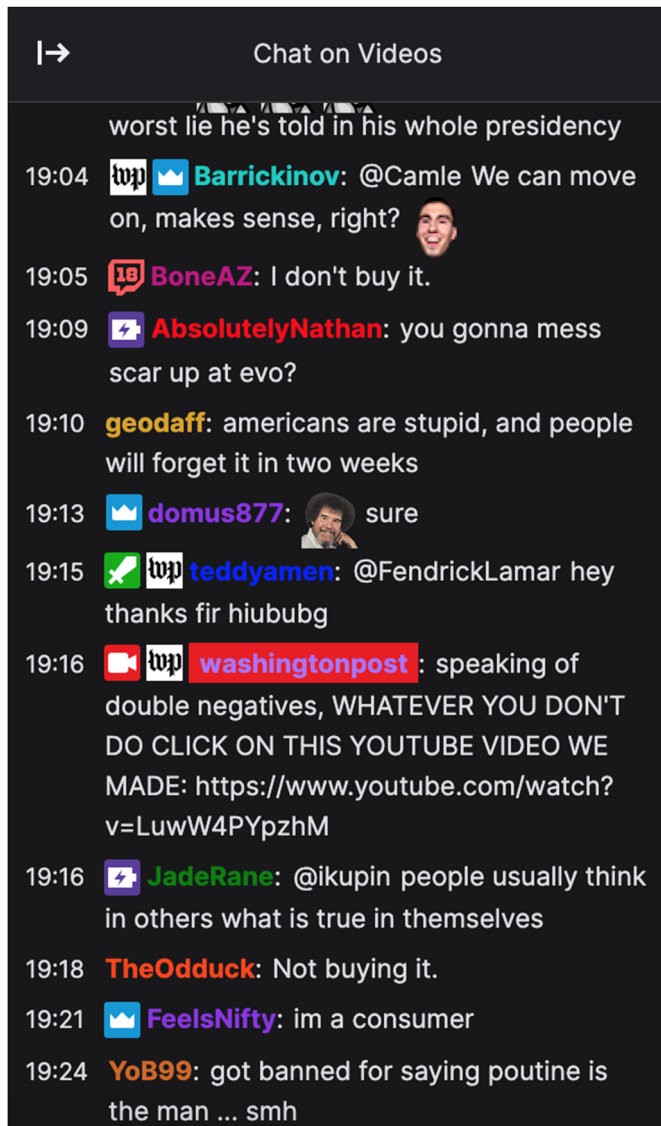 Chat on Videos
worst lie he's told in his whole presidency
19:04 wp Barrickinov: @Camle We can move
on, makes sense, right?
19:05 18 BoneAZ: I don't buy it.
19:09 AbsolutelyNathan: you gonna mess
scar up at evo?
19:10 geodaff: americans are stupid, and people
will forget it in two weeks
19:13 domus877: sure
19:15 wp teddyamen: @FendrickLamar hey
thanks fir hiububg
19:16 wp washingtonpost: speaking of
double negatives, WHATEVER YOU DON'T
DO CLICK ON THIS YOUTUBE VIDEO WE
MADE: https://www.youtube.com/watch?
v=LuwW4PYpzhM
19:16 JadeRane: @ikupin people usually think
in others what is true in themselves
19:18 TheOdduck: Not buying it.
19:21 FeelsNifty: im a consumer
19:24 YoB99: got banned for saying poutine is
the man ... smh